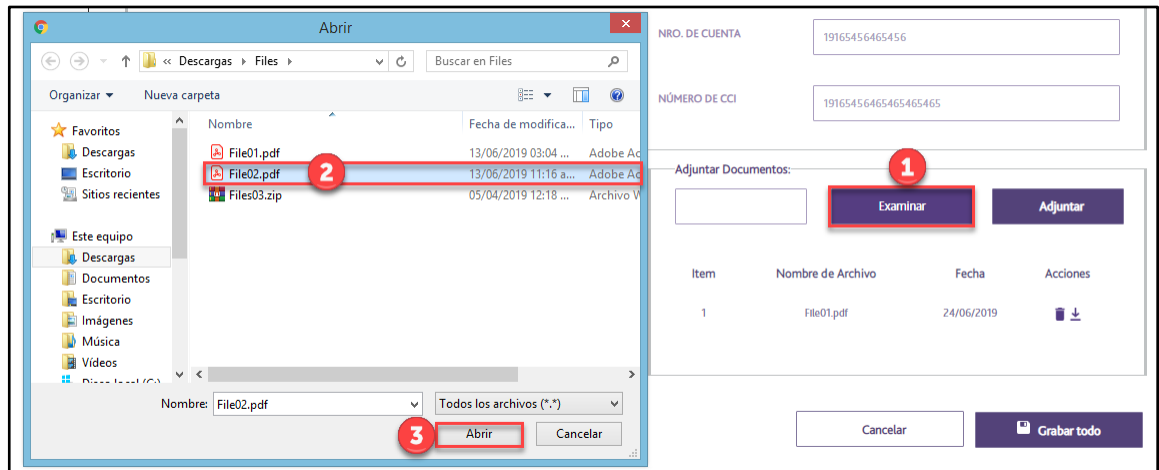 Abrir
« Descargas › Files ›
Buscar en Files
Organizar
Nueva carpeta
Nombre
Fecha de modifica...
Tipo
Favoritos
Descargas
Escritorio
Sitios recientes
Este equipo
Descargas
Documentos
Escritorio
Imágenes
Música
Vídeos
File01.pdf
13/06/2019 03:04 ...
Adobe Ac
File02.pdf
2
13/06/2019 11:16 a...
Adobe Ac
Files03.zip
05/04/2019 12:18 ...
Archivo W
Nombre:
File02.pdf
Todos los archivos (*.*)
3
Abrir
Cancelar
NRO. DE CUENTA
19165456465456
NÚMERO DE CCI
19165456465465465465
Adjuntar Documentos:
1
Examinar
Adjuntar
Item
Nombre de Archivo
Fecha
Acciones
1
File01.pdf
24/06/2019
Cancelar
Grabar todo